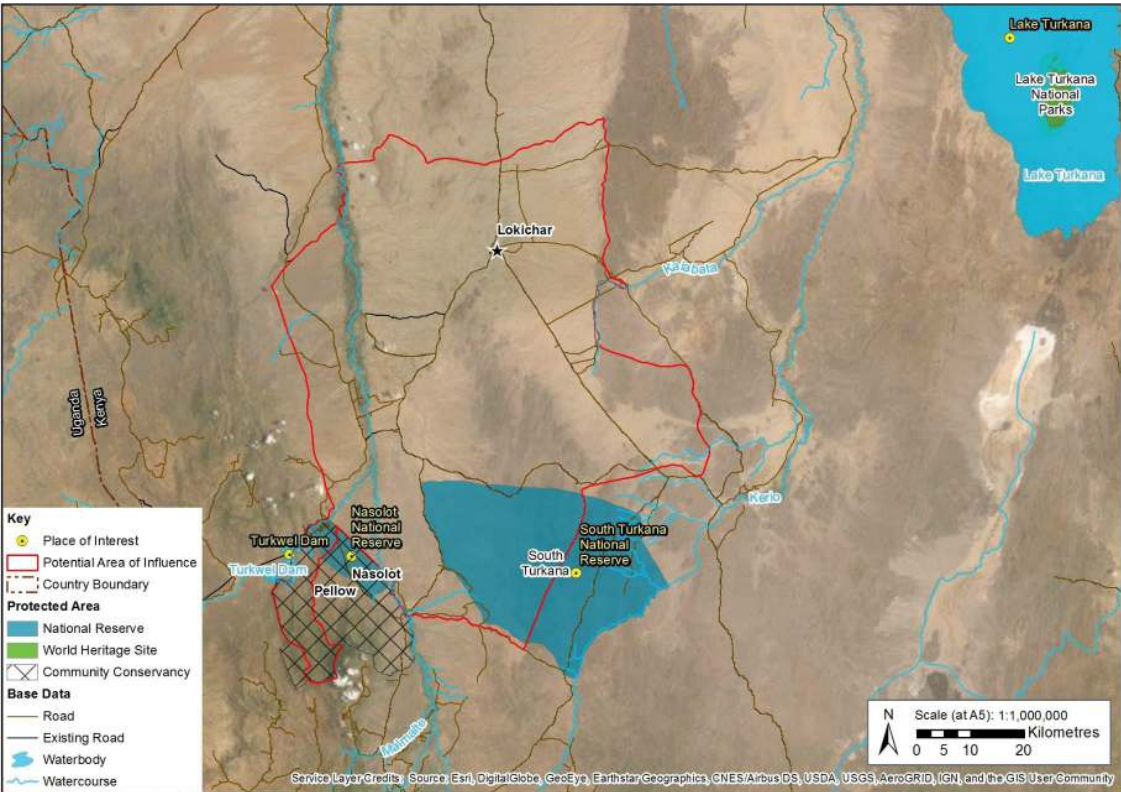 Lake Turkana
Lake Turkana
National
Parks
Lake Turkana
Lokichar
Kalabata
Uganda
Kenya
Kerio
Nasolot
National
Reserve
Turkwel Dam
South Turkana
National
Reserve
South
Turkana
Turkwel Dam
Nasolot
Pellow
Malmalte
Key
Place of Interest
Potential Area of Influence
Country Boundary
Protected Area
National Reserve
World Heritage Site
Community Conservancy
Base Data
Road
Existing Road
Waterbody
Watercourse
N
Scale (at A5): 1:1,000,000
Kilometres
0 5 10 20
Service Layer Credits: Source: Esri, DigitalGlobe, GeoEye, Earthstar Geographics, CNES/Airbus DS, USDA, USGS, AeroGRID, IGN, and the GIS User Community